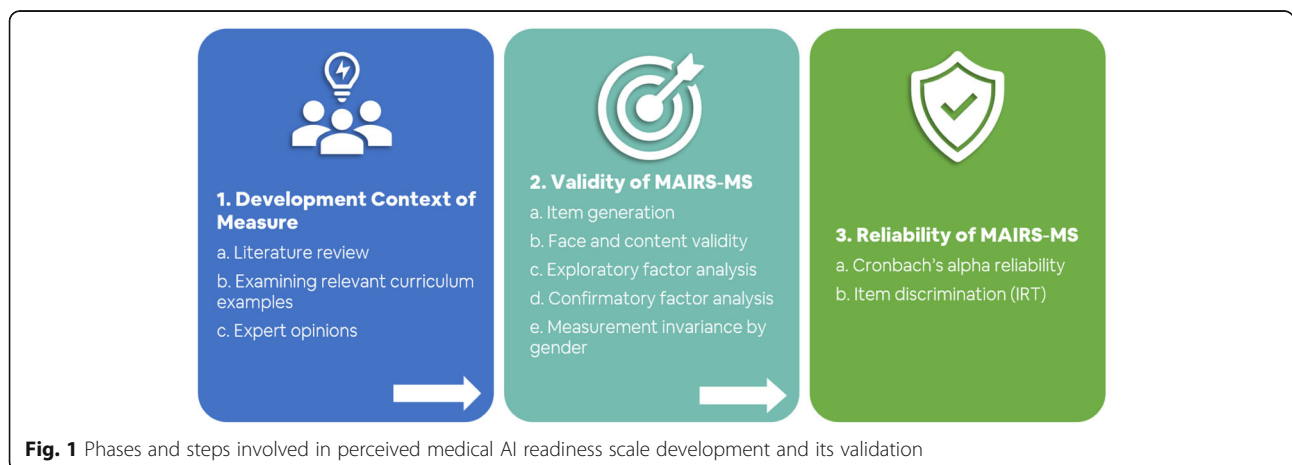 1. Development Context of
Measure
a. Literature review
b. Examining relevant curriculum
examples
c. Expert opinions
2. Validity of MAIRS-MS
a. Item generation
b. Face and content validity
c. Exploratory factor analysis
d. Confirmatory factor analysis
e. Measurement invariance by
gender
3. Reliability of MAIRS-MS
a. Cronbach's alpha reliability
b. Item discrimination (IRT)
Fig. 1 Phases and steps involved in perceived medical AI readiness scale development and its validation